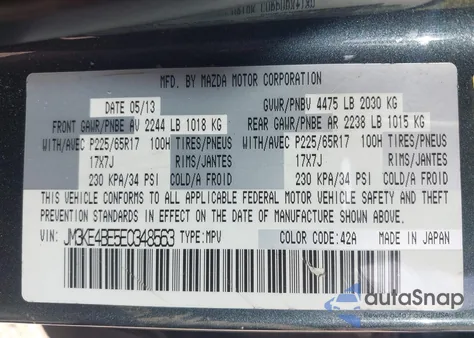 MFD. BY MAZDA MOTOR CORPORATION
DATE 05/13 GVWR/PNBV 4475 LB 2030 KG
FRONT GAWR/PNBE AV 2244 LB 1018 KG REAR GAWR/PNBE AR 2238 LB 1015 KG
WITH/AVEC P225/65R17 100H TIRES/PNEUS WITH/AVEC P225/65R17 100H TIRES/PNEUS
17X7J RIMS/JANTES 17X7J RIMS/JANTES
230 KPA/34 PSI COLD/A FROID 230 KPA/34 PSI COLD/A FROID
THIS VEHICLE CONFORMS TO ALL APPLICABLE FEDERAL MOTOR VEHICLE SAFETY AND THEFT
PREVENTION STANDARDS IN EFFECT ON THE DATE OF MANUFACTURE SHOWN ABOVE.
VIN: JM3KE4BE5E0348563 TYPE:MPV COLOR CODE:42A MADE IN JAPAN
autoSnap